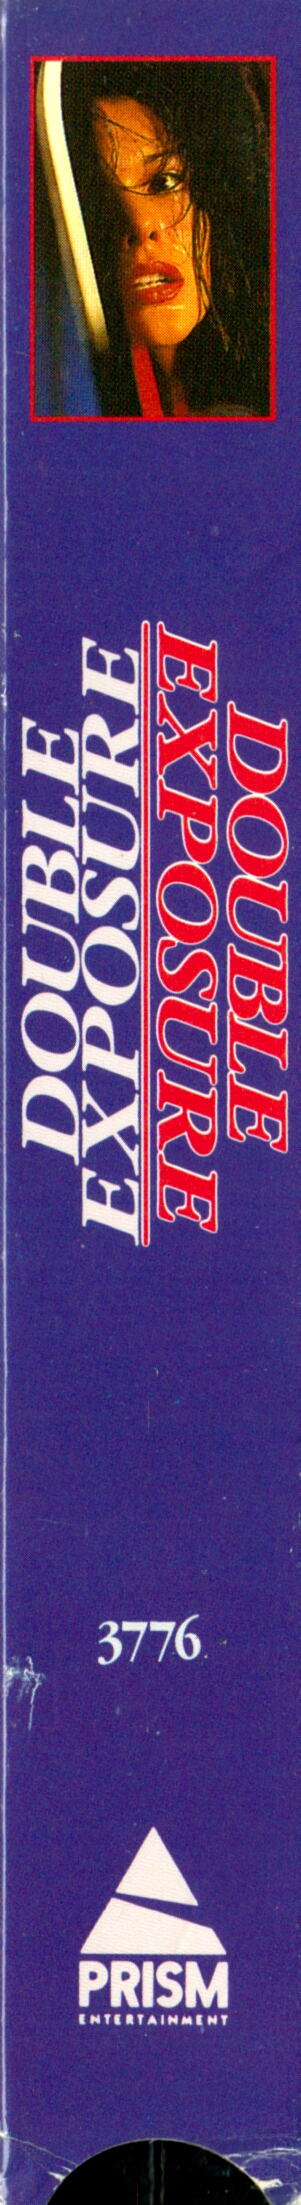 DOUBLE
EXPOSURE
DOUBLE
EXPOSURE
3776
PRISM
ENTERTAINMENT